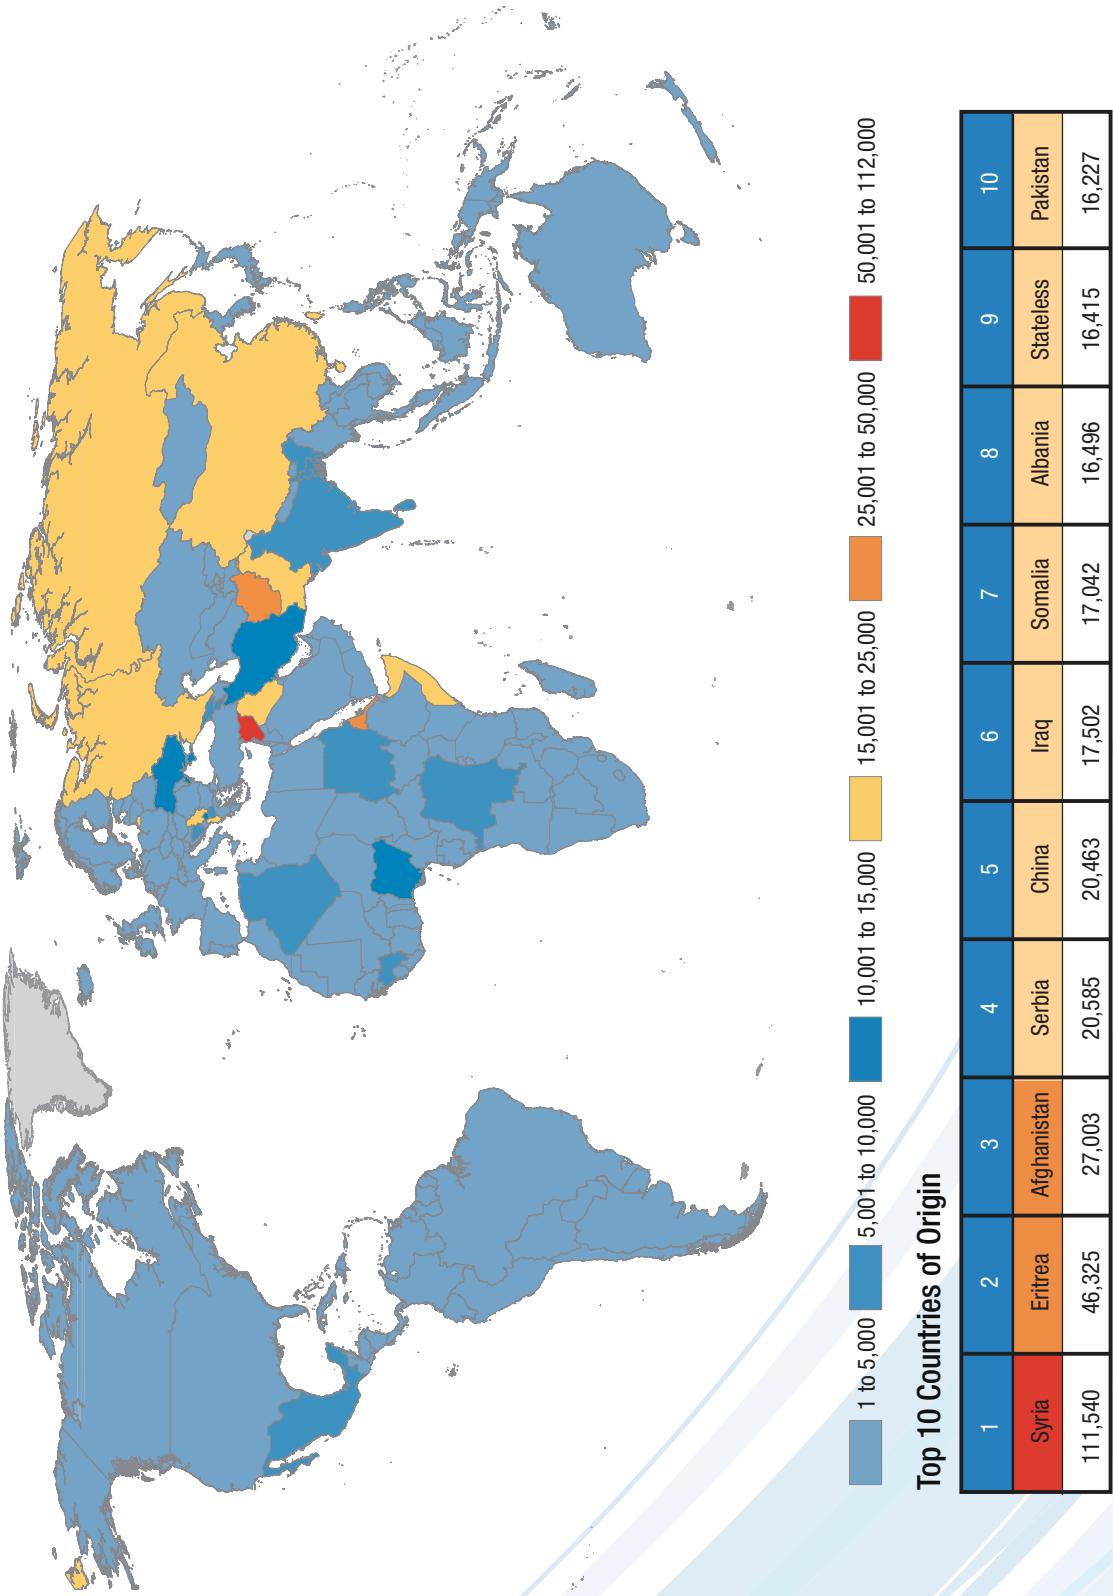 1 to 5,000 5,001 to 10,000 10,001 to 15,000 15,001 to 25,000 25,001 to 50,000 50,001 to 112,000
Top 10 Countries of Origin
1 2 3 4 5 6 7 8 9 10
Syria Eritrea Afghanistan Serbia China Iraq Somalia Albania Stateless Pakistan
111,540 46,325 27,003 20,585 20,463 17,502 17,042 16,496 16,415 16,227